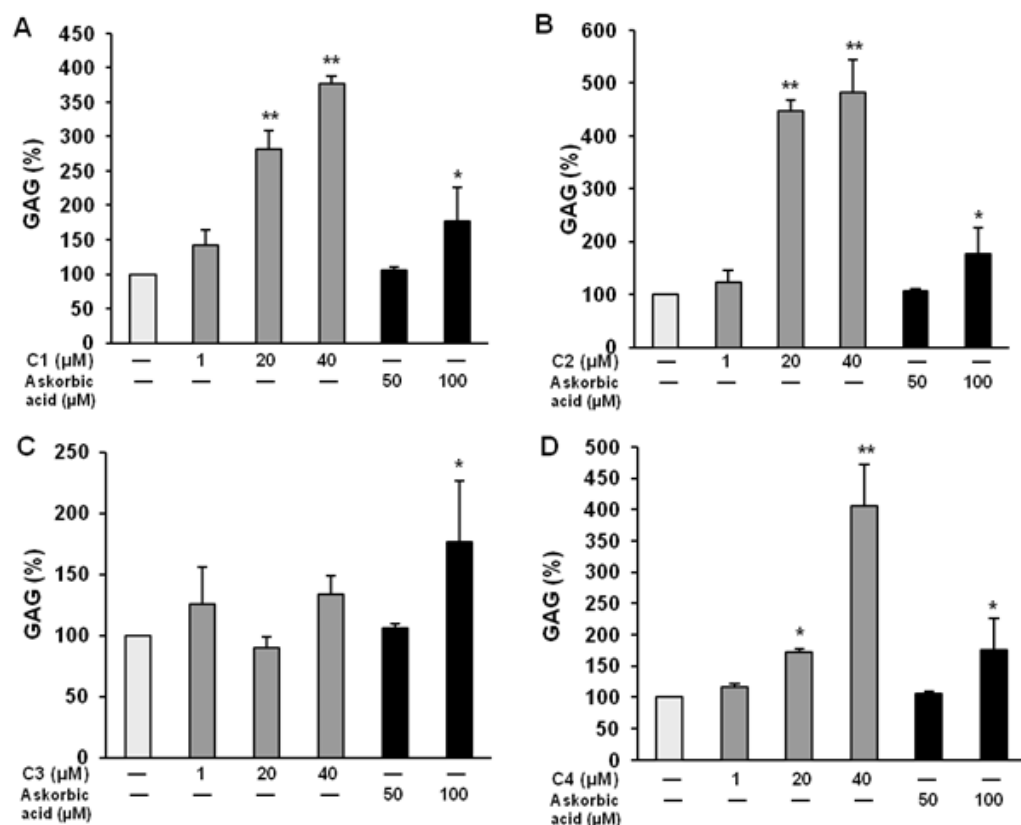 A
GAG (%)
450
400
350
300
250
200
150
100
50
0
** ** *
C1 (µM) — 1 20 40 — —
Askorbic acid (µM) — — — — 50 100
B
GAG (%)
600
500
400
300
200
100
0
** ** *
C2 (µM) — 1 20 40 — —
Askorbic acid (µM) — — — — 50 100
C
GAG (%)
250
200
150
100
50
0
*
C3 (µM) — 1 20 40 — —
Askorbic acid (µM) — — — — 50 100
D
GAG (%)
500
450
400
350
300
250
200
150
100
50
0
* ** *
C4 (µM) — 1 20 40 — —
Askorbic acid (µM) — — — — 50 100